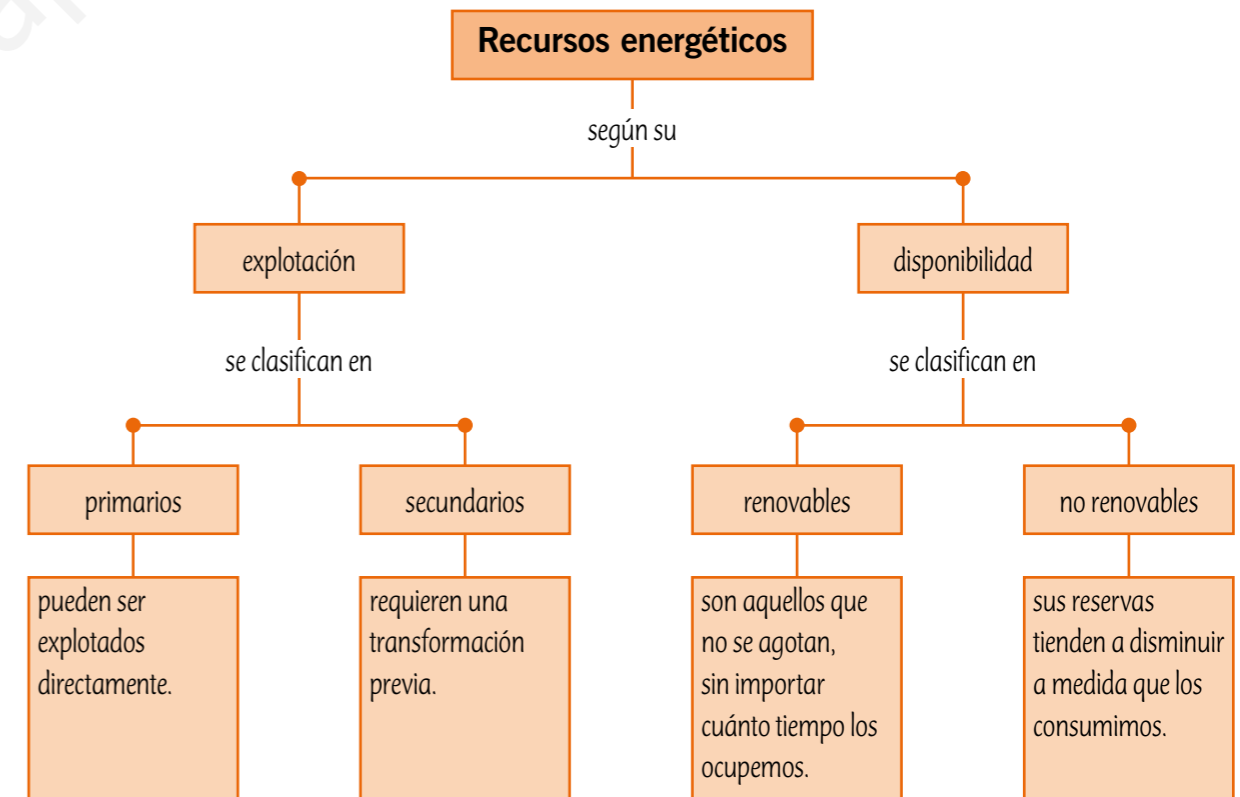 Recursos energéticos
según su
explotación
disponibilidad
se clasifican en
se clasifican en
primarios
secundarios
renovables
no renovables
pueden ser
explotados
directamente.
requieren una
transformación
previa.
son aquellos que
no se agotan,
sin importar
cuánto tiempo los
ocupemos.
sus reservas
tienden a disminuir
a medida que los
consumimos.